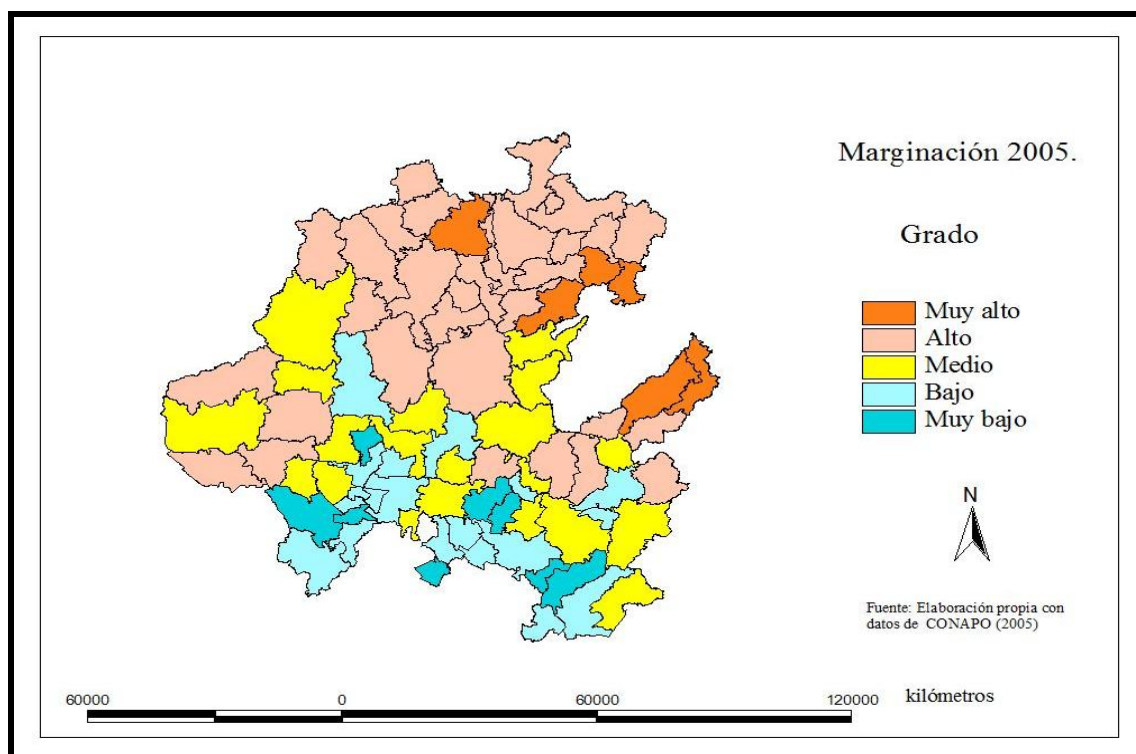 Marginación 2005.
Grado
Muy alto
Alto
Medio
Bajo
Muy bajo
N
Fuente: Elaboración propia con
datos de CONAPO (2005)
60000 0 60000 120000 kilómetros